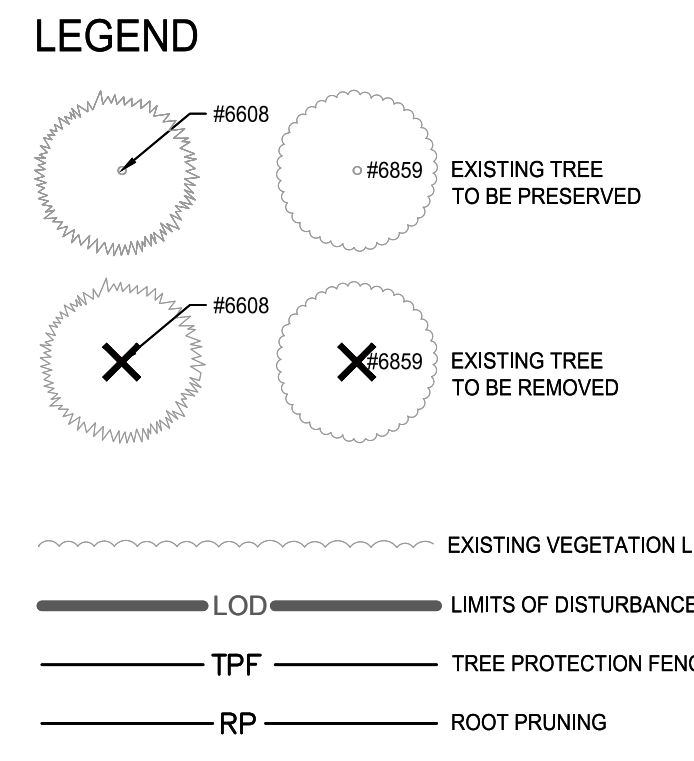 LEGEND
#6608
#6859
EXISTING TREE
TO BE PRESERVED
#6608
#6859
EXISTING TREE
TO BE REMOVED
EXISTING VEGETATION L
LOD
LIMITS OF DISTURBANCE
TPF
TREE PROTECTION FENC
RP
ROOT PRUNING